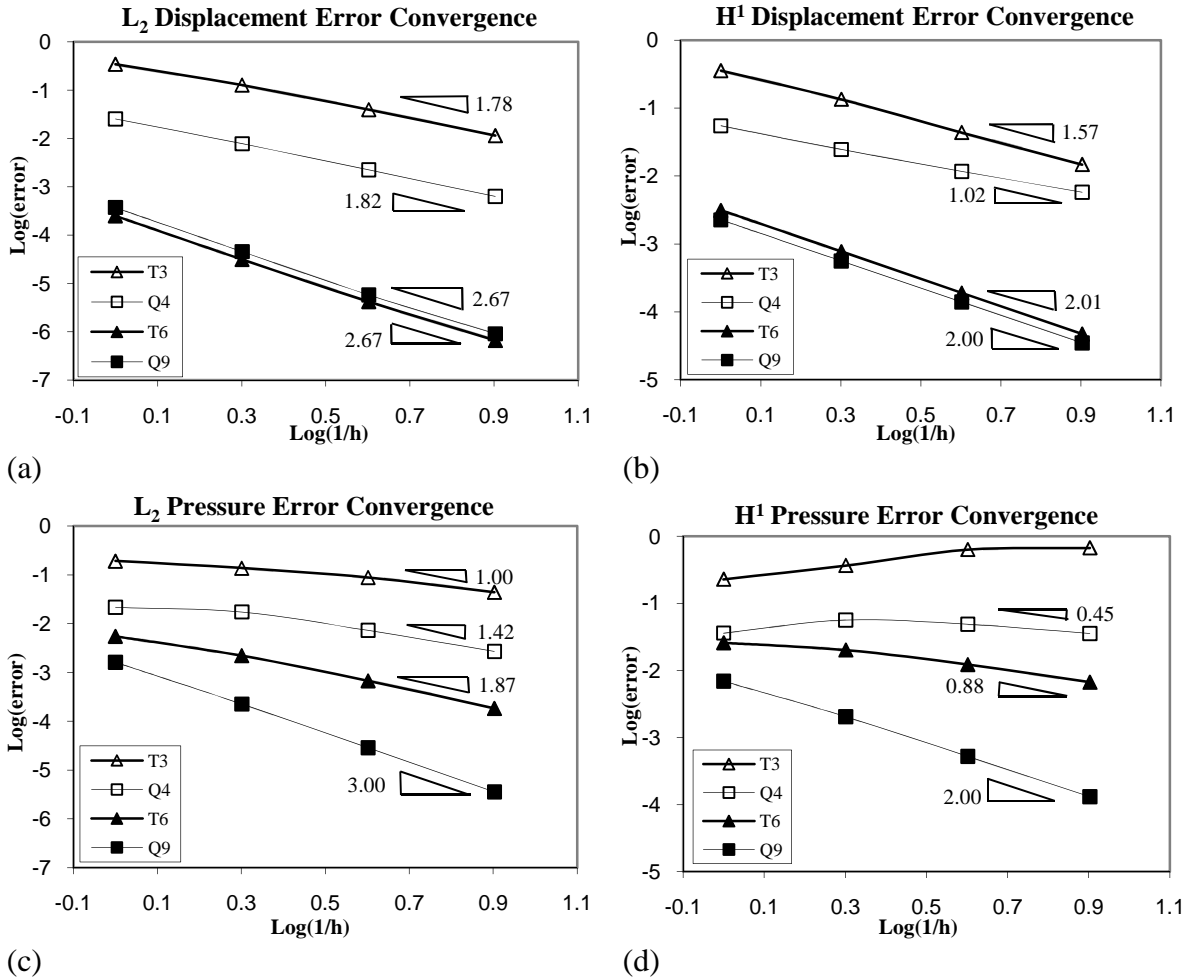 L₂ Displacement Error Convergence
0
-1
-2
-3
-4
-5
-6
-7
Log(error)
1.78
1.82
2.67
2.67
T3
Q4
T6
Q9
-0.1 0.1 0.3 0.5 0.7 0.9 1.1
Log(1/h)
(a)
H¹ Displacement Error Convergence
0
-1
-2
-3
-4
-5
Log(error)
1.57
1.02
2.01
2.00
T3
Q4
T6
Q9
-0.1 0.1 0.3 0.5 0.7 0.9 1.1
Log(1/h)
(b)
L₂ Pressure Error Convergence
0
-1
-2
-3
-4
-5
-6
-7
Log(error)
1.00
1.42
1.87
3.00
T3
Q4
T6
Q9
-0.1 0.1 0.3 0.5 0.7 0.9 1.1
Log(1/h)
(c)
H¹ Pressure Error Convergence
0
-1
-2
-3
-4
-5
Log(error)
0.45
0.88
2.00
T3
Q4
T6
Q9
-0.1 0.1 0.3 0.5 0.7 0.9 1.1
Log(1/h)
(d)